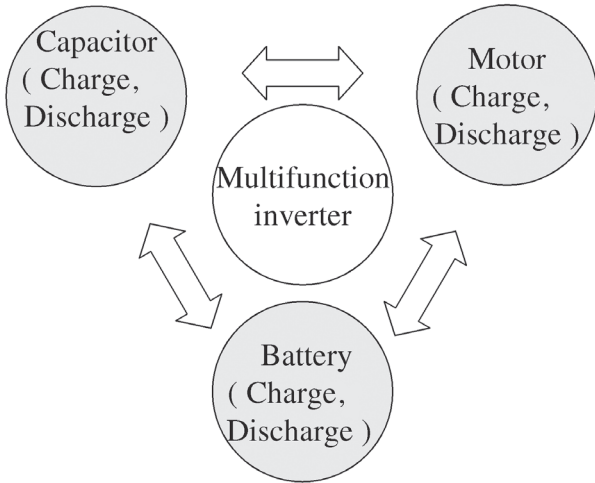 Capacitor
( Charge,
Discharge )
Motor
( Charge,
Discharge )
Multifunction
inverter
Battery
( Charge,
Discharge )